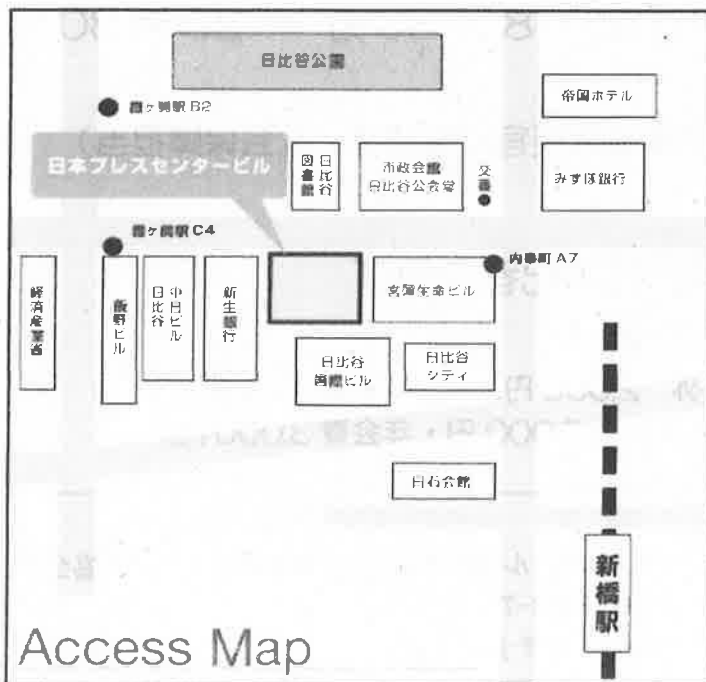 日比谷公園
霞ヶ関駅 B2
帝国ホテル
日本プレスセンタービル
日比谷
図書館
市政会館
日比谷公会堂
交番
みずほ銀行
霞ヶ関駅 C4
内幸町 A7
経済産業省
飯野ビル
日比谷
中日ビル
新生銀行
富国生命ビル
日比谷
国際ビル
日比谷
シティ
白石会館
新橋駅
Access Map